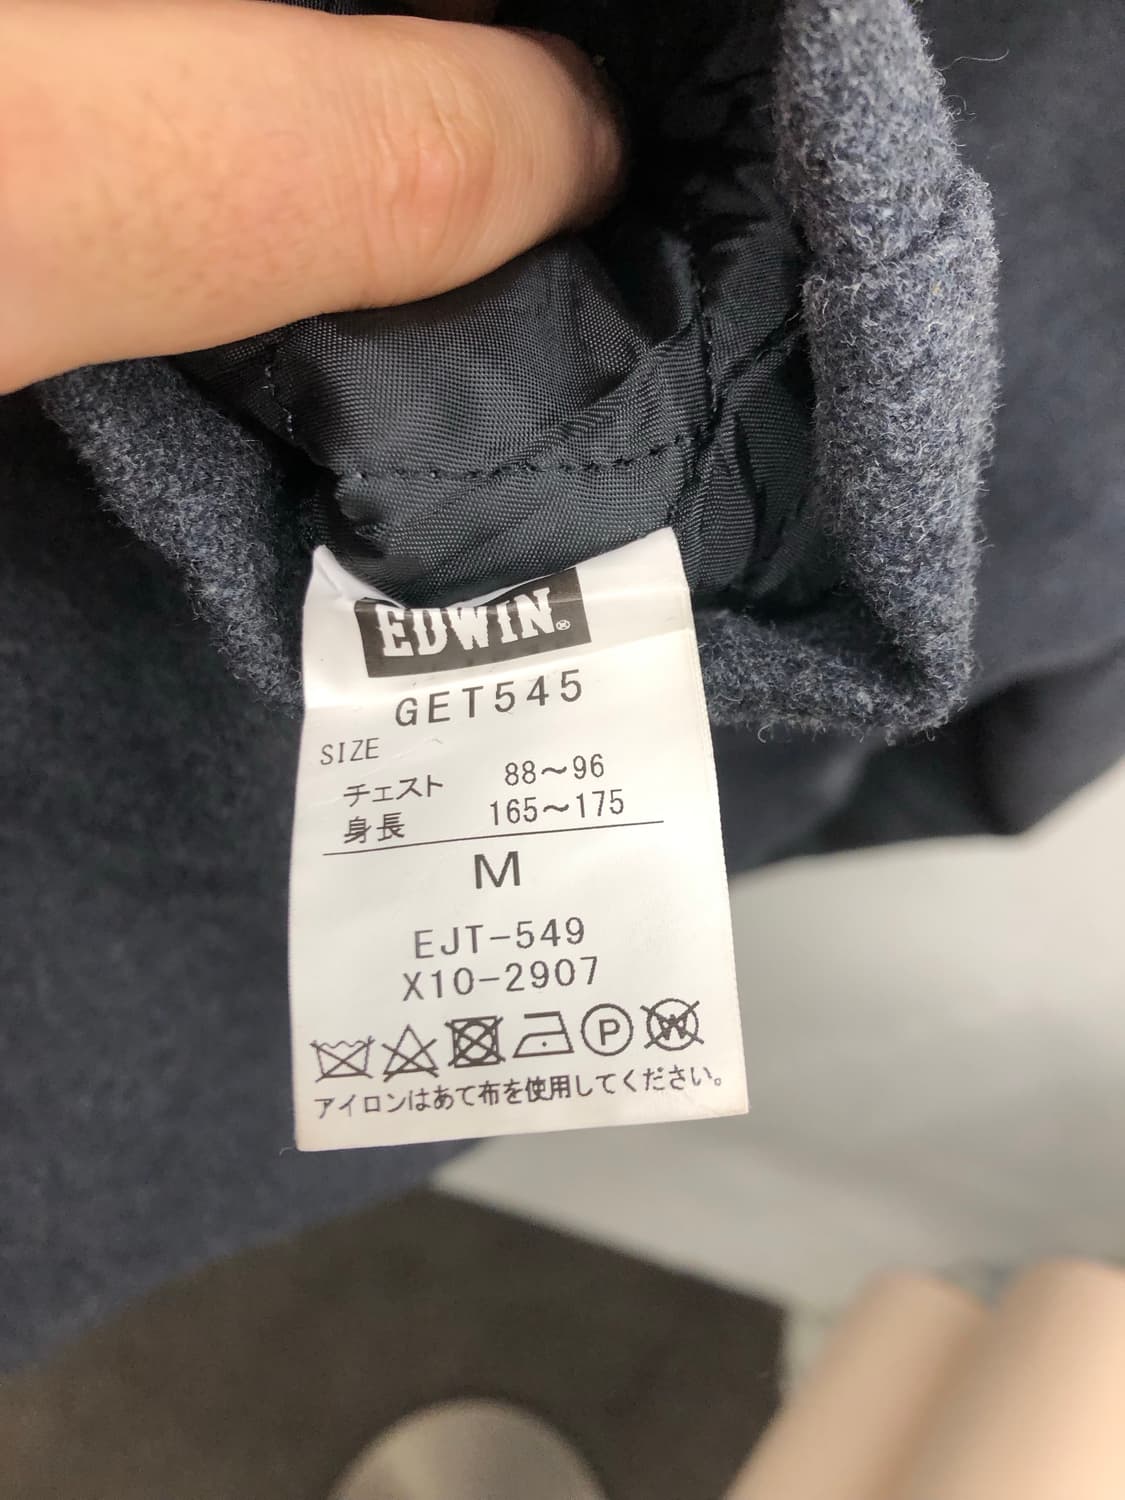 EDWIN®
GET545
SIZE
チェスト 88～96
身長 165～175
M
EJT-549
X10-2907
P W
アイロンはあて布を使用してください。